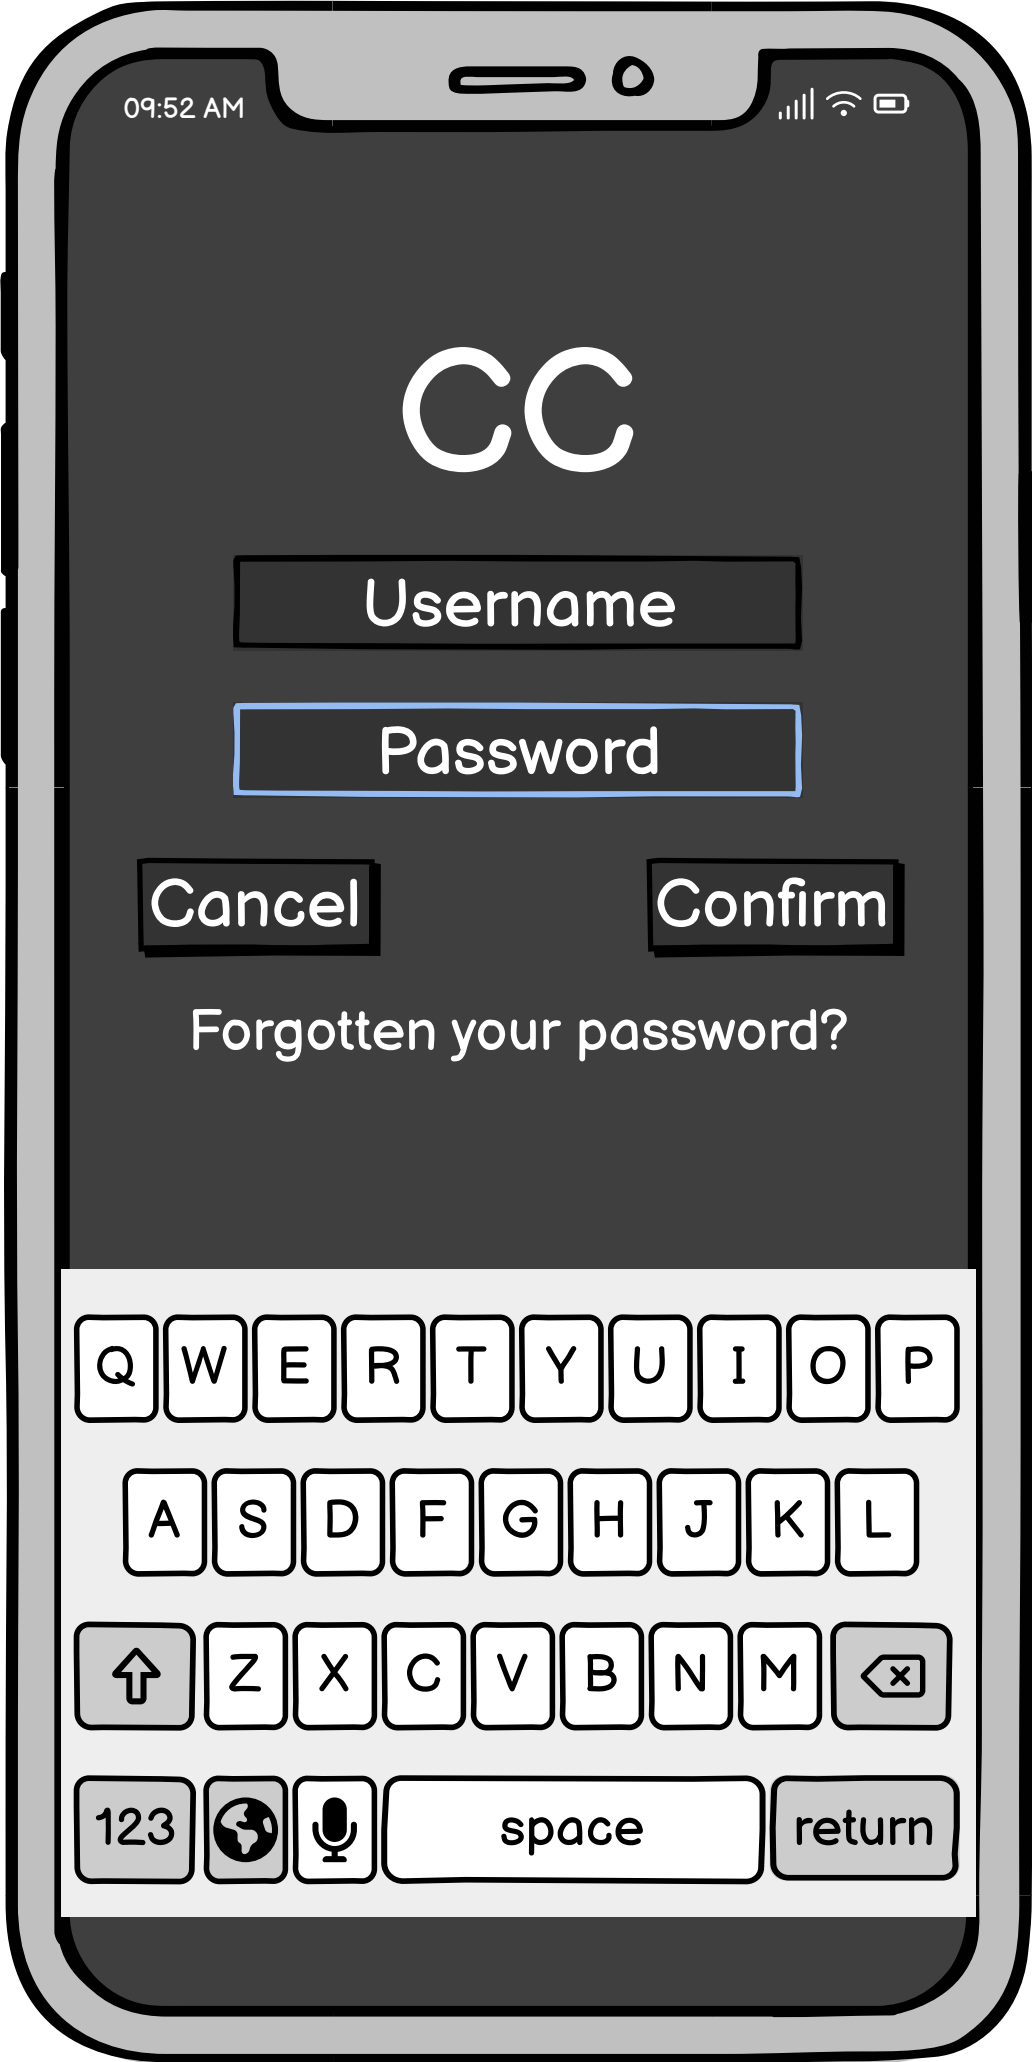 09:52 AM
CC
Username
Password
Cancel Confirm
Forgotten your password?
Q W E R T Y U I O P
A S D F G H J K L
Z X C V B N M
123 space return